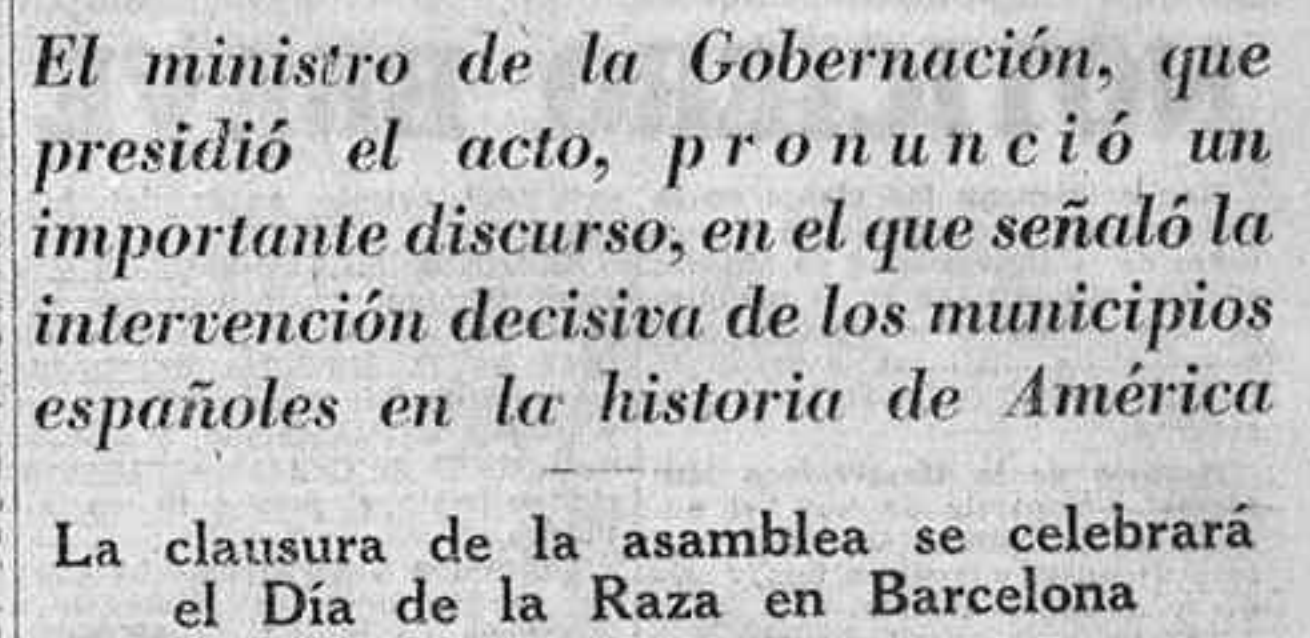 El ministro de la Gobernación, que
presidió el acto, pronunció un
importante discurso, en el que señaló la
intervención decisiva de los municipios
españoles en la historia de América
La clausura de la asamblea se celebrará
el Día de la Raza en Barcelona